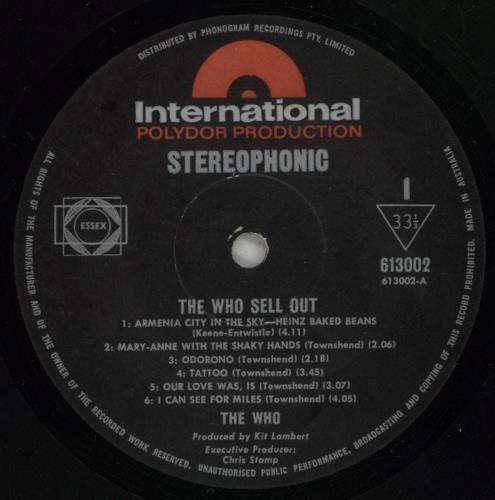 DISTRIBUTED BY PHONOGRAM RECORDINGS PTY. LIMITED
International
POLYDOR PRODUCTION
STEREOPHONIC
ESSEX
1
33 1/3
613002
613002-A
THE WHO SELL OUT
1: ARMENIA CITY IN THE SKY—HEINZ BAKED BEANS
(Keene-Entwistle) (4.11)
2: MARY-ANNE WITH THE SHAKY HANDS (Townshend) (2.06)
3: ODORONO (Townshend) (2.18)
4: TATTOO (Townshend) (3.45)
5: OUR LOVE WAS, IS (Townshend) (3.07)
6: I CAN SEE FOR MILES (Townshend) (4.05)
THE WHO
Produced by Kit Lambert
Executive Producer:
Chris Stamp
ALL RIGHTS OF THE MANUFACTURER AND OF THE OWNER OF THE RECORDED WORK RESERVED. UNAUTHORISED PUBLIC PERFORMANCE, BROADCASTING AND COPYING OF THIS RECORD PROHIBITED. MADE IN AUSTRALIA